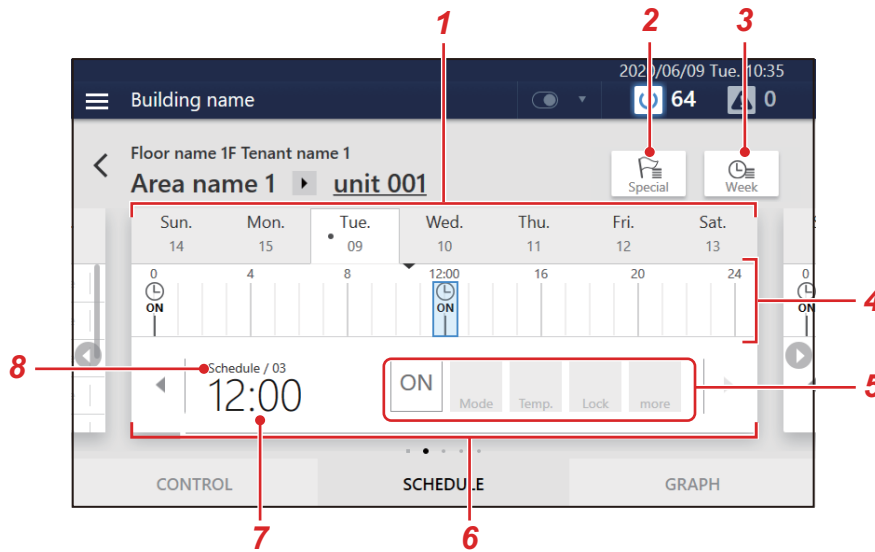 1 2 3
2020/06/09 Tue. 10:35
Building name 64 0
Floor name 1F Tenant name 1
Area name 1 unit 001
Special Week
Sun. Mon. Tue. Wed. Thu. Fri. Sat.
14 15 09 10 11 12 13
0 4 8 12:00 16 20 24 0
ON ON ON
4
Schedule / 03
12:00 ON Mode Temp. Lock more
8 5
CONTROL SCHEDULE GRAPH
7 6